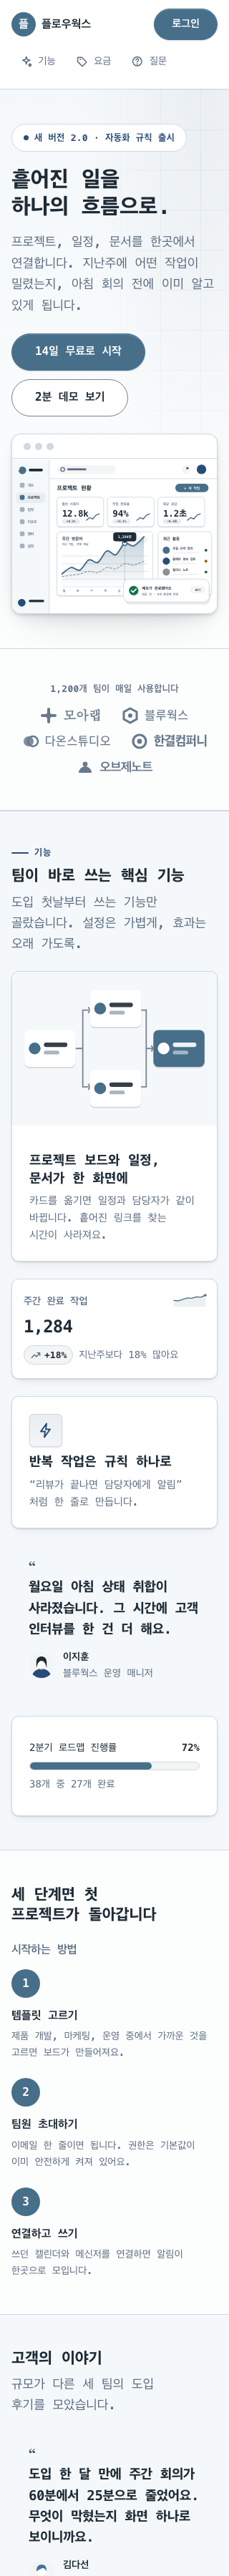 플 플로우웍스 로그인
기능 요금 질문
새 버전 2.0 · 자동화 규칙 출시
흩어진 일을
하나의 흐름으로.
프로젝트, 일정, 문서를 한곳에서
연결합니다. 지난주에 어떤 작업이
밀렸는지, 아침 회의 전에 이미 알고
있게 됩니다.
14일 무료로 시작
2분 데모 보기
프로젝트 현황
12.8k 94% 1.2초
1,200개 팀이 매일 사용합니다
모아랩 블루웍스
다온스튜디오 한결컴퍼니
오브제노트
기능
팀이 바로 쓰는 핵심 기능
도입 첫날부터 쓰는 기능만
골랐습니다. 설정은 가볍게, 효과는
오래 가도록.
프로젝트 보드와 일정,
문서가 한 화면에
카드를 옮기면 일정과 담당자가 같이
바뀝니다. 흩어진 링크를 찾는
시간이 사라져요.
주간 완료 작업
1,284
+18% 지난주보다 18% 많아요
반복 작업은 규칙 하나로
“리뷰가 끝나면 담당자에게 알림”
처럼 한 줄로 만듭니다.
“
월요일 아침 상태 취합이
사라졌습니다. 그 시간에 고객
인터뷰를 한 건 더 해요.
이지훈
블루웍스 운영 매니저
2분기 로드맵 진행률 72%
38개 중 27개 완료
세 단계면 첫
프로젝트가 돌아갑니다
시작하는 방법
1
템플릿 고르기
제품 개발, 마케팅, 운영 중에서 가까운 것을
고르면 보드가 만들어져요.
2
팀원 초대하기
이메일 한 줄이면 됩니다. 권한은 기본값이
이미 안전하게 켜져 있어요.
3
연결하고 쓰기
쓰던 캘린더와 메신저를 연결하면 알림이
한곳으로 모입니다.
고객의 이야기
규모가 다른 세 팀의 도입
후기를 모았습니다.
“
도입 한 달 만에 주간 회의가
60분에서 25분으로 줄었어요.
무엇이 막혔는지 화면 하나로
보이니까요.
김다선